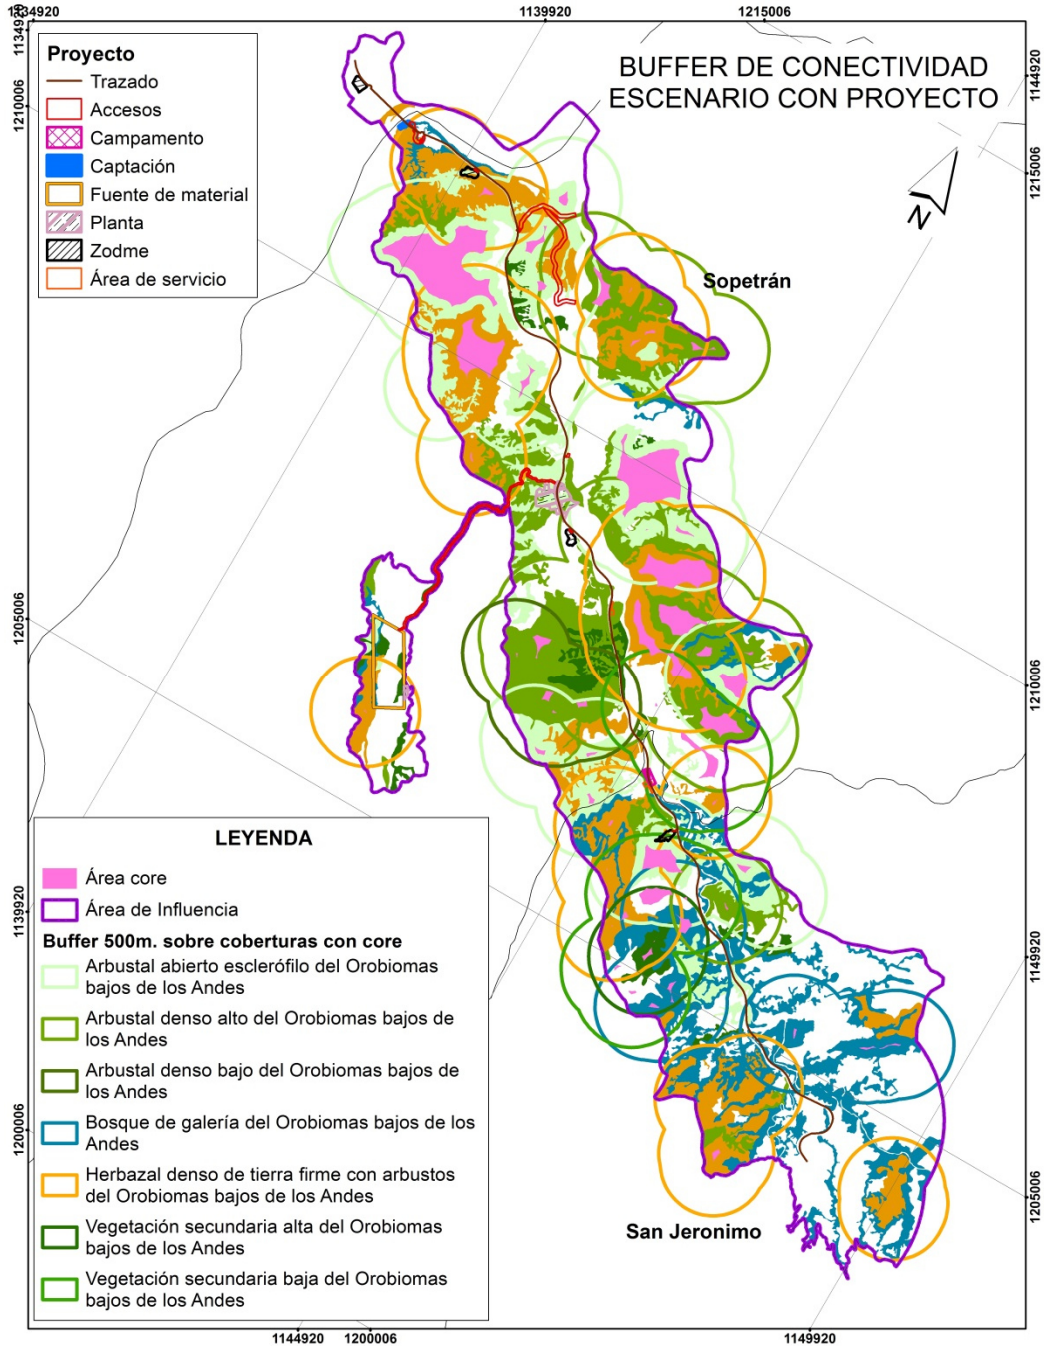 1134920
1139920
1215006
1134920
1210006
1205006
1139920
1200006
1144920
1215006
1210006
1149920
1205006
1144920
1200006
1149920
BUFFER DE CONECTIVIDAD
ESCENARIO CON PROYECTO
N
Proyecto
Trazado
Accesos
Campamento
Captación
Fuente de material
Planta
Zodme
Área de servicio
Sopetrán
San Jeronimo
LEYENDA
Área core
Área de Influencia
Buffer 500m. sobre coberturas con core
Arbustal abierto esclerófilo del Orobiomas
bajos de los Andes
Arbustal denso alto del Orobiomas bajos de
los Andes
Arbustal denso bajo del Orobiomas bajos de
los Andes
Bosque de galería del Orobiomas bajos de los
Andes
Herbazal denso de tierra firme con arbustos
del Orobiomas bajos de los Andes
Vegetación secundaria alta del Orobiomas
bajos de los Andes
Vegetación secundaria baja del Orobiomas
bajos de los Andes